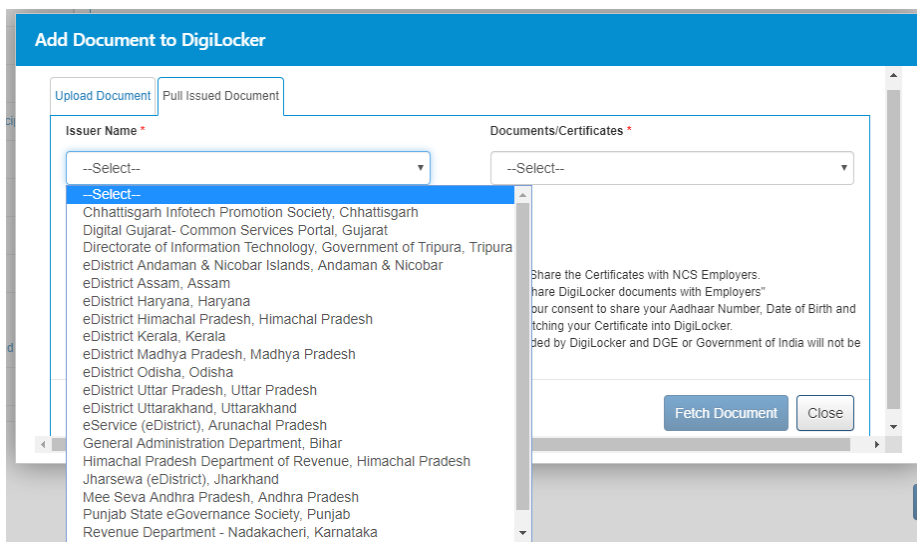 Add Document to DigiLocker
Upload Document
Pull Issued Document
Issuer Name *
Documents/Certificates *
--Select--
--Select--
--Select--
Chhattisgarh Infotech Promotion Society, Chhattisgarh
Digital Gujarat- Common Services Portal, Gujarat
Directorate of Information Technology, Government of Tripura, Tripura
eDistrict Andaman & Nicobar Islands, Andaman & Nicobar
eDistrict Assam, Assam
eDistrict Haryana, Haryana
eDistrict Himachal Pradesh, Himachal Pradesh
eDistrict Kerala, Kerala
eDistrict Madhya Pradesh, Madhya Pradesh
eDistrict Odisha, Odisha
eDistrict Uttar Pradesh, Uttar Pradesh
eDistrict Uttarakhand, Uttarakhand
eService (eDistrict), Arunachal Pradesh
General Administration Department, Bihar
Himachal Pradesh Department of Revenue, Himachal Pradesh
Jharsewa (eDistrict), Jharkhand
Mee Seva Andhra Pradesh, Andhra Pradesh
Punjab State eGovernance Society, Punjab
Revenue Department - Nadakacheri, Karnataka
Share the Certificates with NCS Employers.
hare DigiLocker documents with Employers"
our consent to share your Aadhaar Number, Date of Birth and
tching your Certificate into DigiLocker.
ded by DigiLocker and DGE or Government of India will not be
Fetch Document
Close